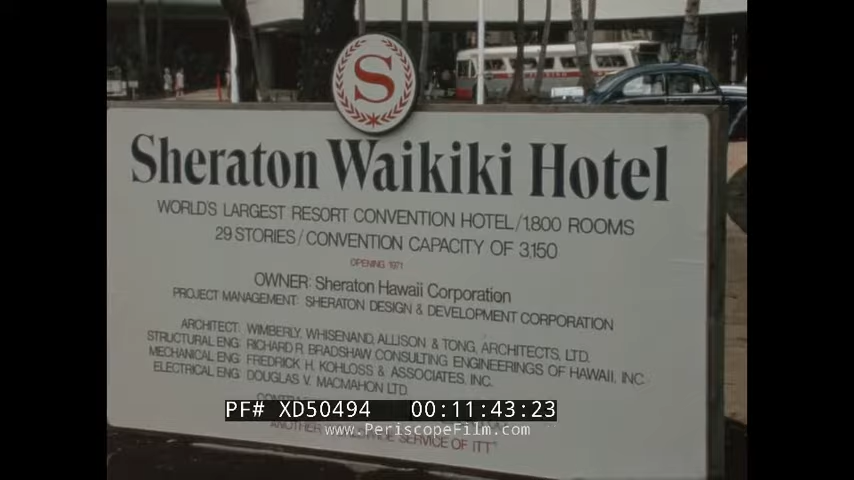 S
Sheraton Waikiki Hotel
WORLD'S LARGEST RESORT CONVENTION HOTEL/1,800 ROOMS
29 STORIES/CONVENTION CAPACITY OF 3,150
OPENING 1971
OWNER: Sheraton Hawaii Corporation
PROJECT MANAGEMENT: SHERATON DESIGN & DEVELOPMENT CORPORATION
ARCHITECT: WIMBERLY, WHISENAND, ALLISON & TONG, ARCHITECTS, LTD.
STRUCTURAL ENG: RICHARD R. BRADSHAW CONSULTING ENGINEERINGS OF HAWAII, INC.
MECHANICAL ENG: FREDRICK H. KOHLOSS & ASSOCIATES, INC.
ELECTRICAL ENG: DOUGLAS V. MACMAHON LTD.
PF# XD50494 00:11:43:23
www.PeriscopeFilm.com
ANOTHER SERVICE OF ITT"